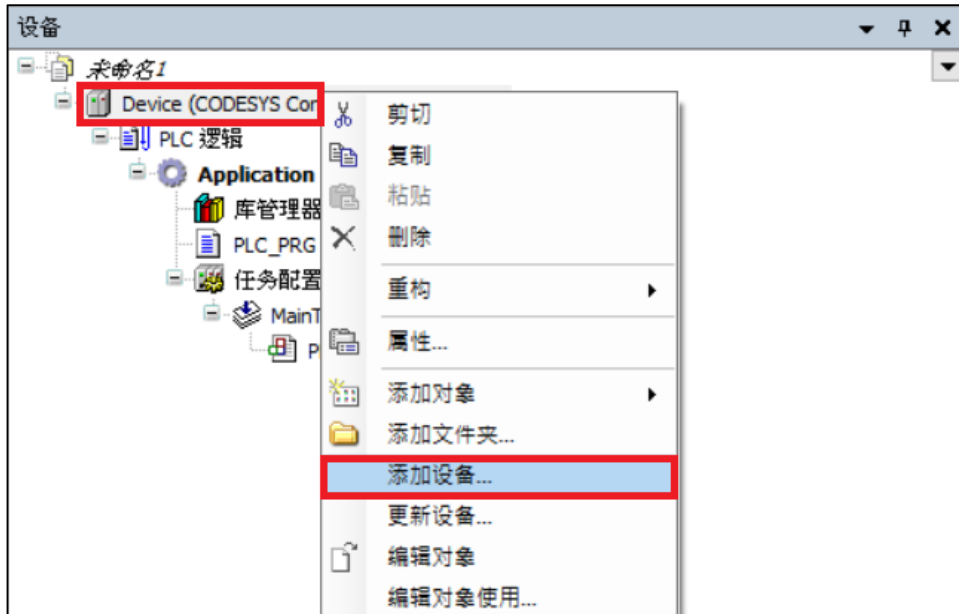 设备
未命名1
Device (CODESYS Con
PLC 逻辑
Application
库管理器
PLC_PRG
任务配置
MainT
P
剪切
复制
粘贴
删除
重构
属性...
添加对象
添加文件夹...
添加设备...
更新设备...
编辑对象
编辑对象使用...